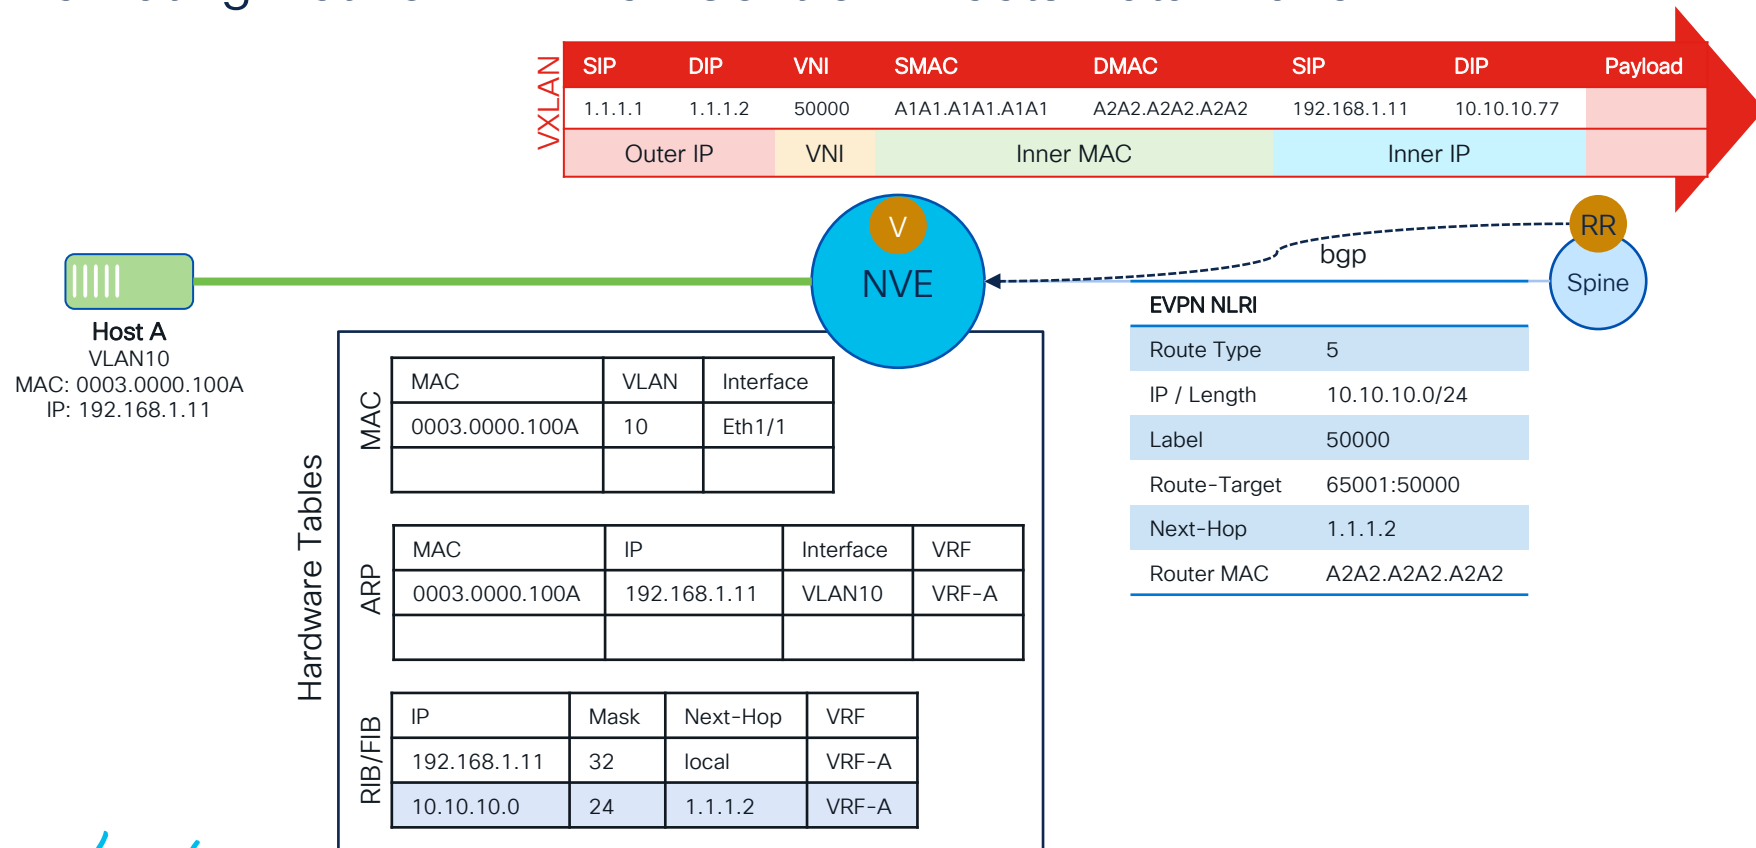 VXLAN
SIP DIP VNI SMAC DMAC SIP DIP Payload
1.1.1.1 1.1.1.2 50000 A1A1.A1A1.A1A1 A2A2.A2A2.A2A2 192.168.1.11 10.10.10.77
Outer IP VNI Inner MAC Inner IP
V
NVE
RR
Spine
bgp
Host A
VLAN10
MAC: 0003.0000.100A
IP: 192.168.1.11
EVPN NLRI
Route Type 5
IP / Length 10.10.10.0/24
Label 50000
Route-Target 65001:50000
Next-Hop 1.1.1.2
Router MAC A2A2.A2A2.A2A2
Hardware Tables
MAC
MAC VLAN Interface
0003.0000.100A 10 Eth1/1
ARP
MAC IP Interface VRF
0003.0000.100A 192.168.1.11 VLAN10 VRF-A
RIB/FIB
IP Mask Next-Hop VRF
192.168.1.11 32 local VRF-A
10.10.10.0 24 1.1.1.2 VRF-A